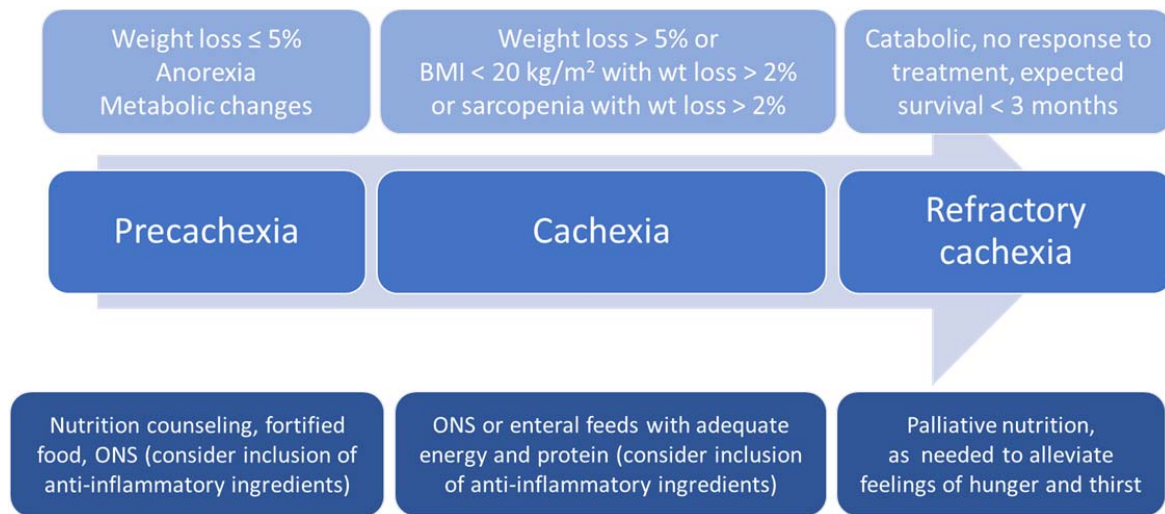 Weight loss ≤ 5%
Anorexia
Metabolic changes
Weight loss > 5% or
BMI < 20 kg/m² with wt loss > 2%
or sarcopenia with wt loss > 2%
Catabolic, no response to
treatment, expected
survival < 3 months
Precachexia
Cachexia
Refractory
cachexia
Nutrition counseling, fortified
food, ONS (consider inclusion of
anti-inflammatory ingredients)
ONS or enteral feeds with adequate
energy and protein (consider inclusion
of anti-inflammatory ingredients)
Palliative nutrition,
as needed to alleviate
feelings of hunger and thirst